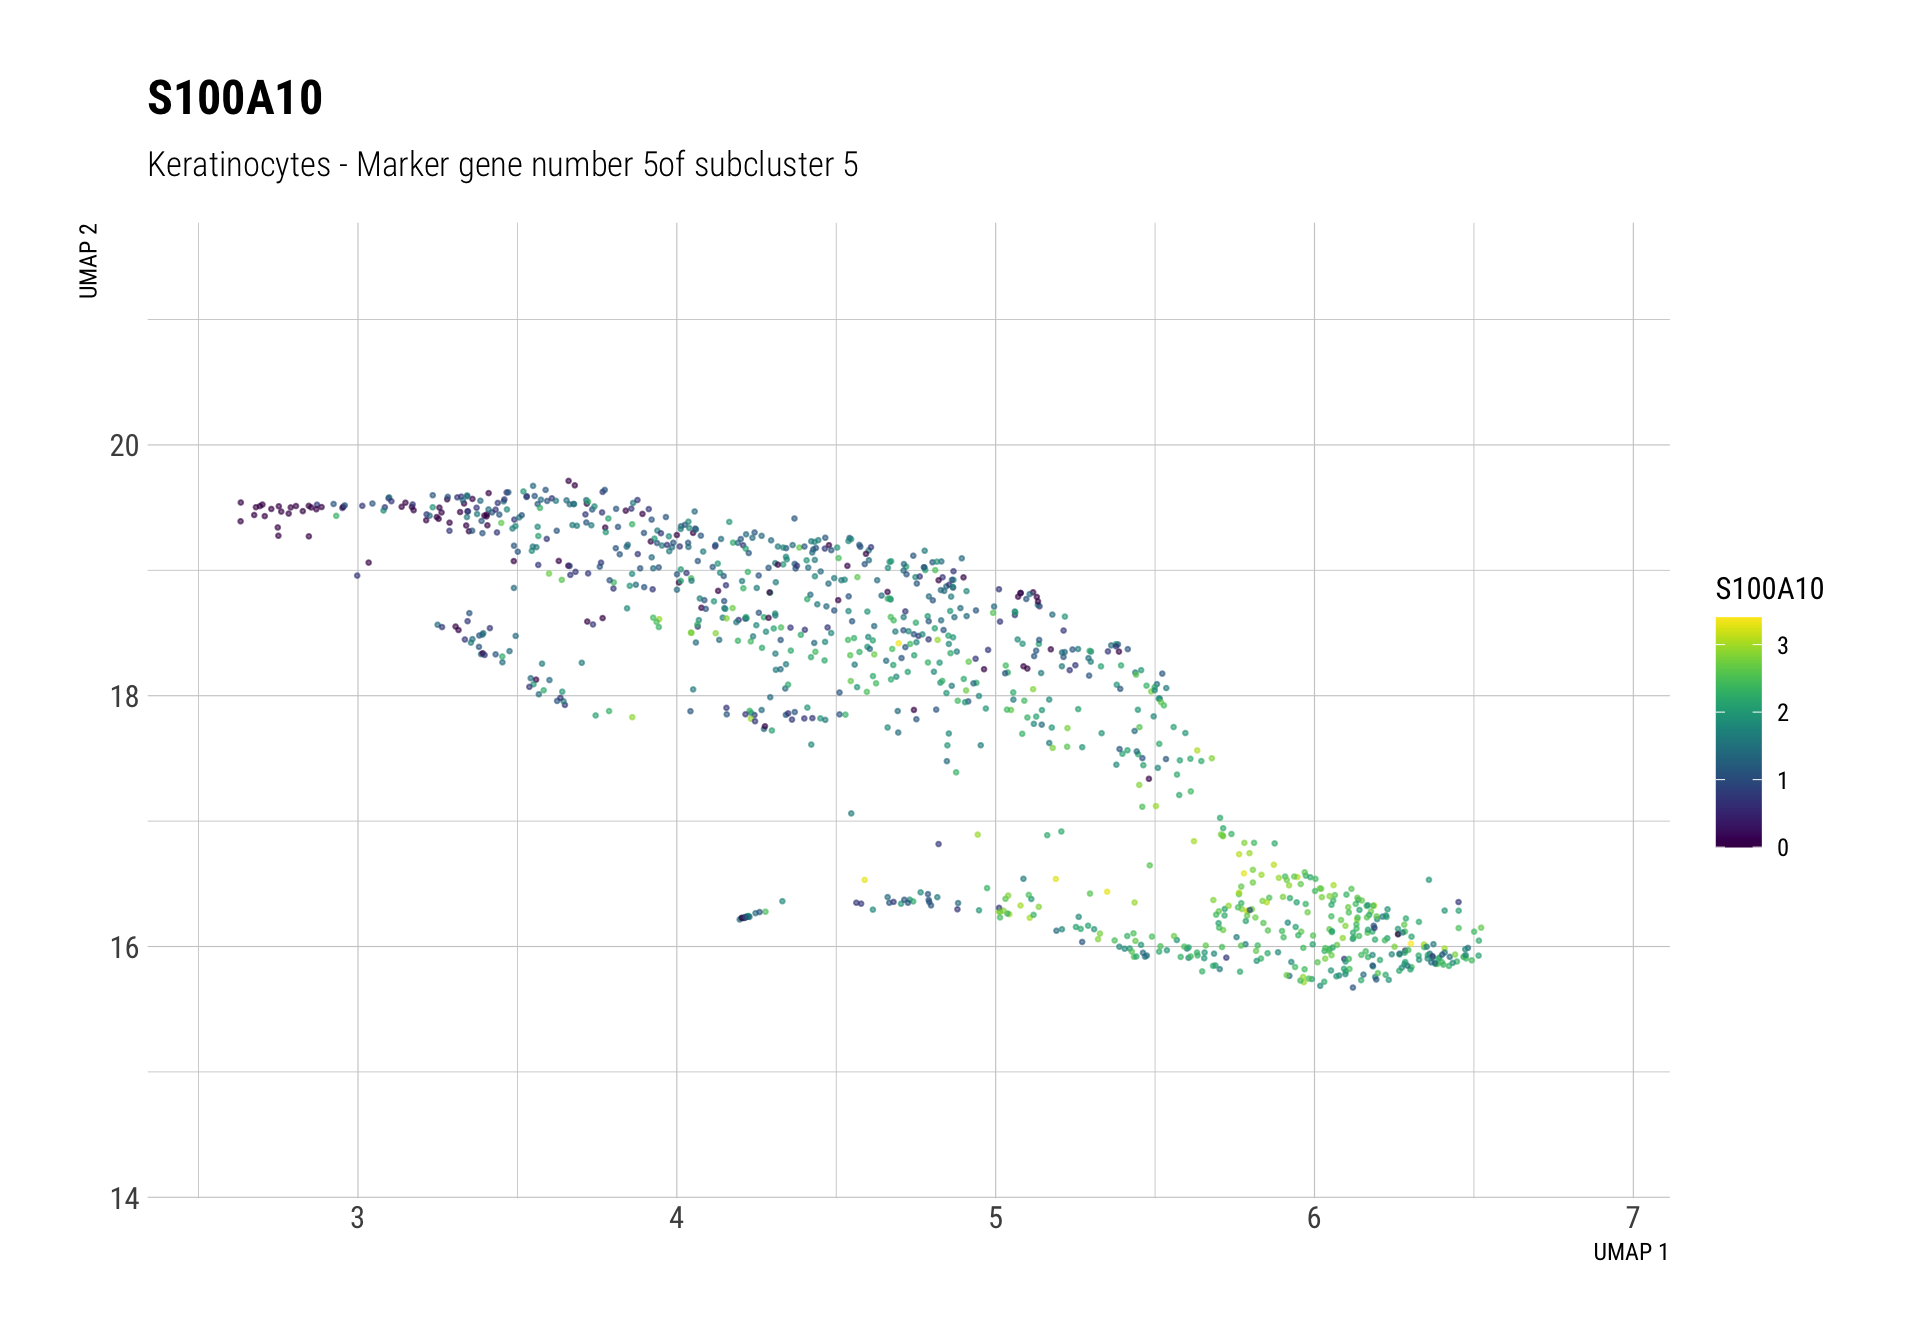 S100A10
Keratinocytes - Marker gene number 5of subcluster 5
UMAP 2
20
18
16
14
3 4 5 6 7
UMAP 1
S100A10
3
2
1
0